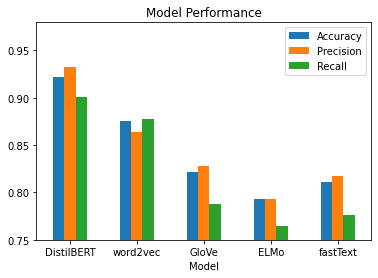 Model Performance
Accuracy
Precision
Recall
0.95
0.90
0.85
0.80
0.75
DistilBERT word2vec GloVe ELMo fastText
Model